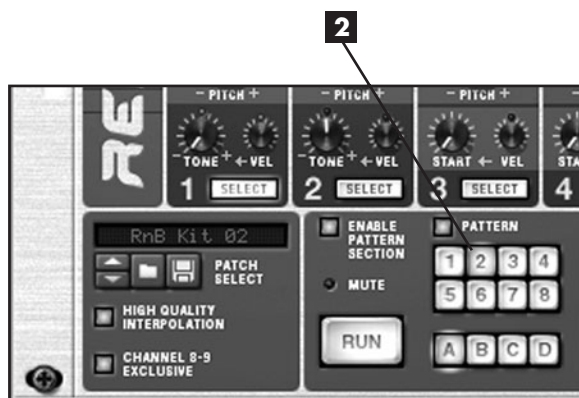 2
- PITCH +
- PITCH +
- PITCH +
RE
-TONE+ ← VEL
-TONE+ ← VEL
START ← VEL
STA
1 SELECT
2 SELECT
3 SELECT
4
RnB Kit 02
PATCH
SELECT
HIGH QUALITY
INTERPOLATION
CHANNEL 8-9
EXCLUSIVE
ENABLE
PATTERN
SECTION
MUTE
RUN
PATTERN
1 2 3 4
5 6 7 8
A B C D